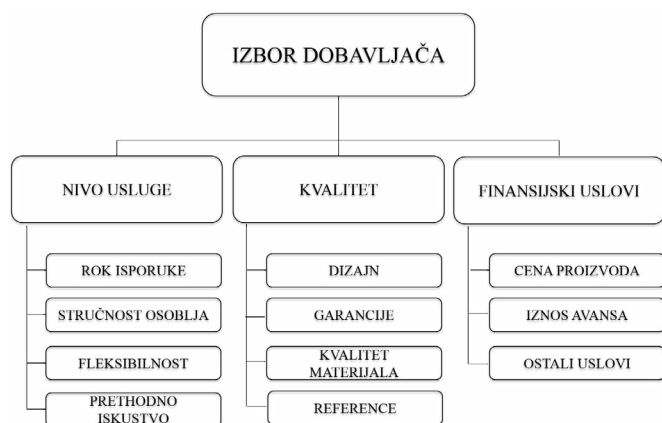 IZBOR DOBAVLJAČA
NIVO USLUGE
ROK ISPORUKE
STRUČNOST OSOBLJA
FLEKSIBILNOST
PRETHODNO
ISKUSTVO
KVALITET
DIZAJN
GARANCIJE
KVALITET
MATERIJALA
REFERENCE
FINANSIJSKI USLOVI
CENA PROIZVODA
IZNOS AVANSA
OSTALI USLOVI